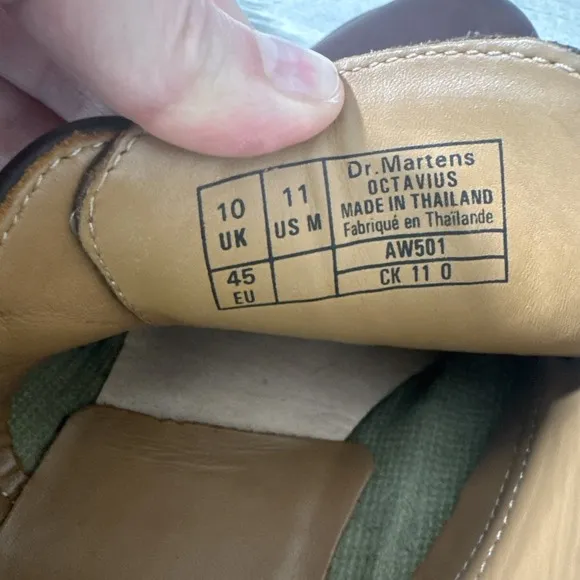 10
UK
11
US M
Dr.Martens
OCTAVIUS
MADE IN THAILAND
Fabriqué en Thaïlande
45
EU
AW501
CK 11 O